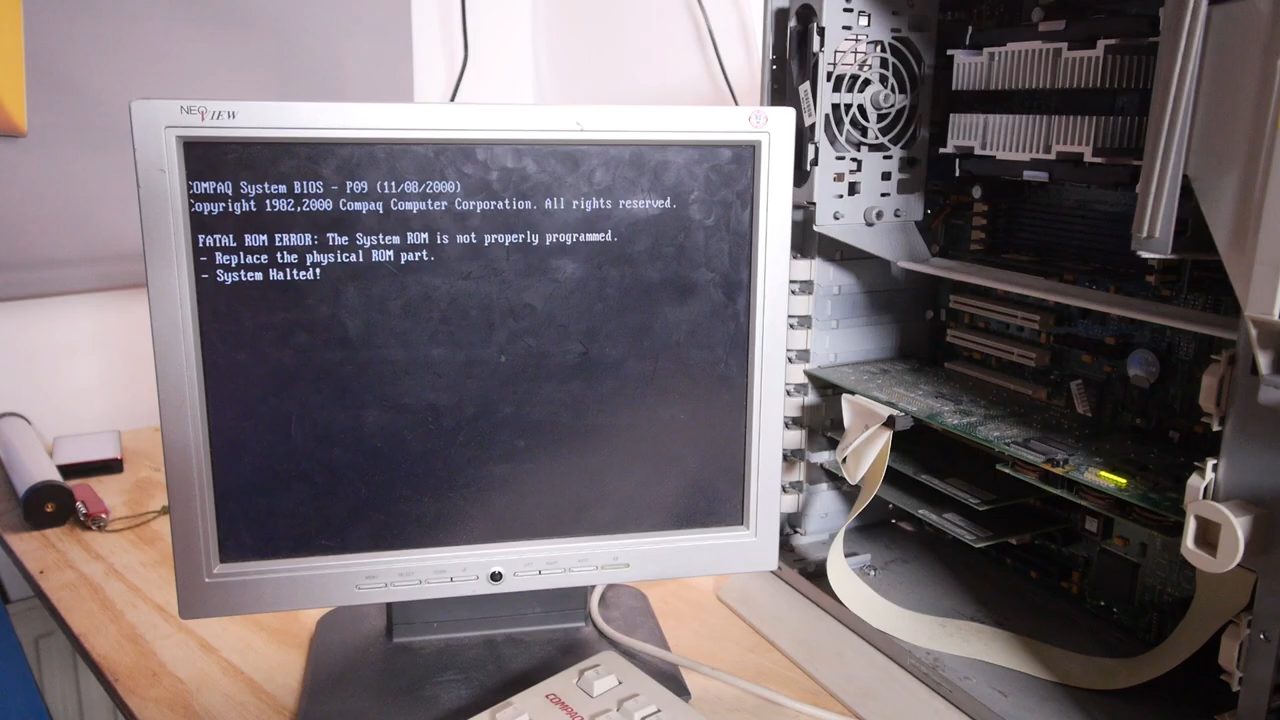 NEOVIEW
COMPAQ System BIOS - P09 (11/08/2000)
Copyright 1982,2000 Compaq Computer Corporation. All rights reserved.
FATAL ROM ERROR: The System ROM is not properly programmed.
- Replace the physical ROM part.
- System Halted!
COMPAQ